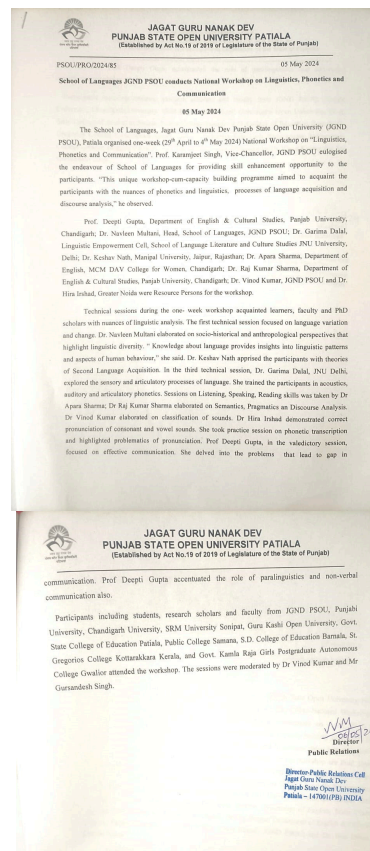 JAGAT GURU NANAK DEV
PUNJAB STATE OPEN UNIVERSITY PATIALA
(Established by Act No.19 of 2019 of Legislature of the State of Punjab)
PSOU/PRO/2024/85
05 May 2024
School of Languages JGND PSOU conducts National Workshop on Linguistics, Phonetics and
Communication
05 May 2024
The School of Languages, Jagat Guru Nanak Dev Punjab State Open University (JGND
PSOU), Patiala organised one-week (29th April to 4th May 2024) National Workshop on "Linguistics,
Phonetics and Communication". Prof. Karamjeet Singh, Vice-Chancellor, JGND PSOU eulogised
the endeavour of School of Languages for providing skill enhancement opportunity to the
participants. "This unique workshop-cum-capacity building programme aimed to acquaint the
participants with the nuances of phonetics and linguistics, processes of language acquisition and
discourse analysis," he observed.
Prof. Deepti Gupta, Department of English & Cultural Studies, Panjab University,
Chandigarh; Dr. Navleen Multani, Head, School of Languages, JGND PSOU; Dr. Garima Dalal,
Linguistic Empowerment Cell, School of Language Literature and Culture Studies JNU University,
Delhi; Dr. Keshav Nath, Manipal University, Jaipur, Rajasthan; Dr. Apara Sharma, Department of
English, MCM DAV College for Women, Chandigarh; Dr. Raj Kumar Sharma, Department of
English & Cultural Studies, Panjab University, Chandigarh; Dr. Vinod Kumar, JGND PSOU and Dr.
Hira Irshad, Greater Noida were Resource Persons for the workshop.
Technical sessions during the one- week workshop acquainted learners, faculty and PhD
scholars with nuances of linguistic analysis. The first technical session focused on language variation
and change. Dr. Navleen Multani elaborated on socio-historical and anthropological perspectives that
highlight linguistic diversity. " Knowledge about language provides insights into linguistic patterns
and aspects of human behaviour," she said. Dr. Keshav Nath apprised the participants with theories
of Second Language Acquisition. In the third technical session, Dr. Garima Dalal, JNU Delhi,
explored the sensory and articulatory processes of language. She trained the participants in acoustics,
auditory and articulatory phonetics. Sessions on Listening, Speaking, Reading skills was taken by Dr
Apara Sharma; Dr Raj Kumar Sharma elaborated on Semantics, Pragmatics an Discourse Analysis.
Dr Vinod Kumar elaborated on classification of sounds. Dr Hira Irshad demonstrated correct
pronunciation of consonant and vowel sounds. She took practice session on phonetic transcription
and highlighted problematics of pronunciation. Prof Deepti Gupta, in the valedictory session,
focused on effective communication. She delved into the problems that lead to gap in
JAGAT GURU NANAK DEV
PUNJAB STATE OPEN UNIVERSITY PATIALA
(Established by Act No.19 of 2019 of Legislature of the State of Punjab)
communication. Prof Deepti Gupta accentuated the role of paralinguistics and non-verbal
communication also.
Participants including students, research scholars and faculty from JGND PSOU, Punjabi
University, Chandigarh University, SRM University Sonipat, Guru Kashi Open University, Govt.
State College of Education Patiala, Public College Samana, S.D. College of Education Barnala, St.
Gregorios College Kottarakkara Kerala, and Govt. Kamla Raja Girls Postgraduate Autonomous
College Gwalior attended the workshop. The sessions were moderated by Dr Vinod Kumar and Mr
Gursandesh Singh.
Director
Public Relations
Director-Public Relations Cell
Jagat Guru Nanak Dev
Punjab State Open University
Patiala – 147001(PB) INDIA